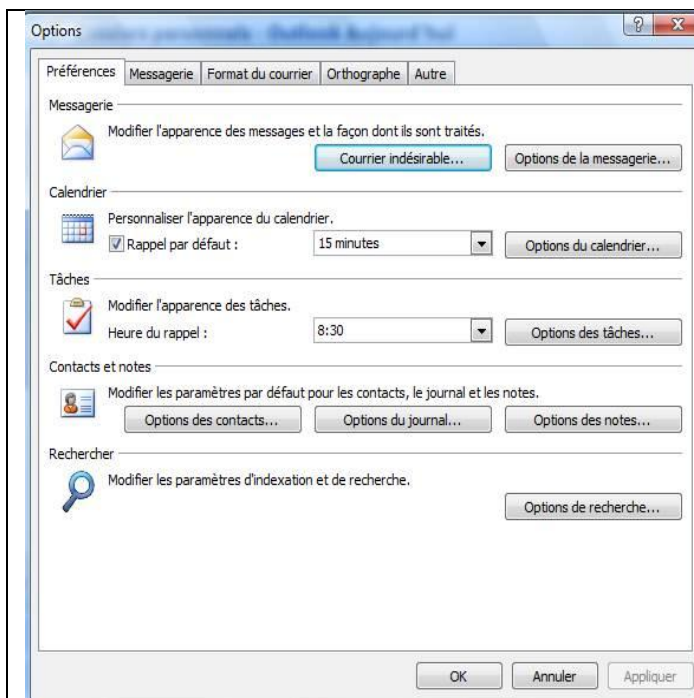 Options
Préférences Messagerie Format du courrier Orthographe Autre
Messagerie
Modifier l'apparence des messages et la façon dont ils sont traités.
Courrier indésirable... Options de la messagerie...
Calendrier
Personnaliser l'apparence du calendrier.
Rappel par défaut : 15 minutes Options du calendrier...
Tâches
Modifier l'apparence des tâches.
Heure du rappel : 8:30 Options des tâches...
Contacts et notes
Modifier les paramètres par défaut pour les contacts, le journal et les notes.
Options des contacts... Options du journal... Options des notes...
Rechercher
Modifier les paramètres d'indexation et de recherche.
Options de recherche...
OK Annuler Appliquer